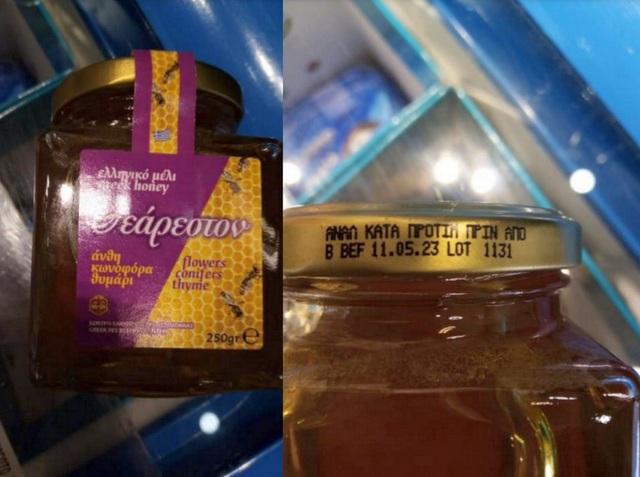 ελληνικό μέλι
greek honey
Θεάρεστον
άνθη
κωνοφόρα
θυμάρι
flowers
conifers
thyme
250gr e
ΑΝΑΛ ΚΑΤΑ ΠΡΟΤΙΜ ΠΡΙΝ ΑΠΟ
B BEF 11.05.23 LOT 1131